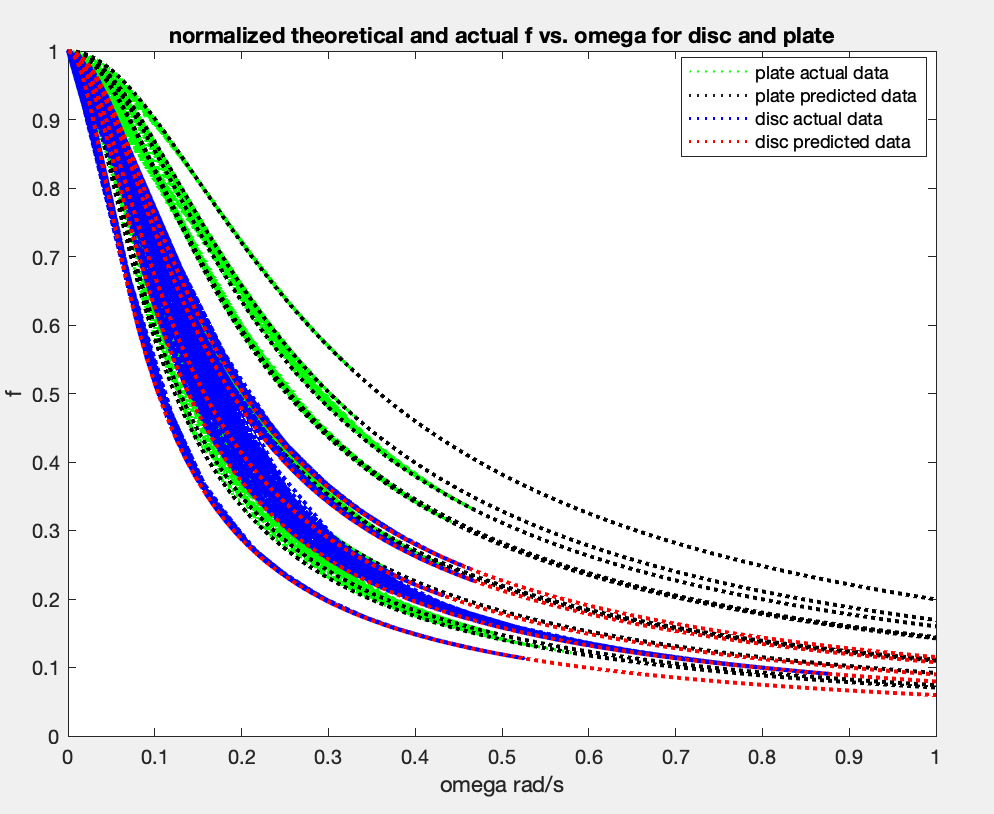 normalized theoretical and actual f vs. omega for disc and plate
plate actual data
plate predicted data
disc actual data
disc predicted data
1
0.9
0.8
0.7
0.6
0.5
0.4
0.3
0.2
0.1
0
f
0 0.1 0.2 0.3 0.4 0.5 0.6 0.7 0.8 0.9 1
omega rad/s